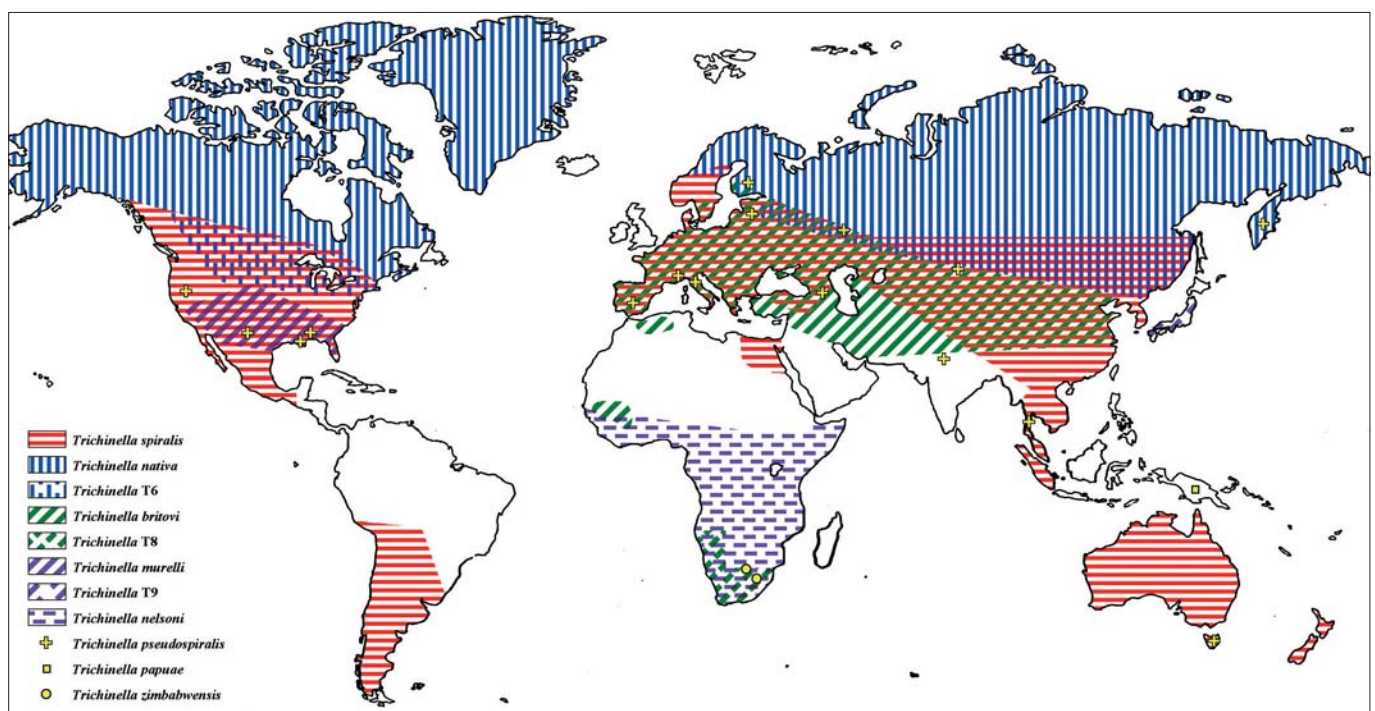 Trichinella spiralis
Trichinella nativa
Trichinella T6
Trichinella britovi
Trichinella T8
Trichinella murelli
Trichinella T9
Trichinella nelsoni
Trichinella pseudospiralis
Trichinella papuae
Trichinella zimbabwensis